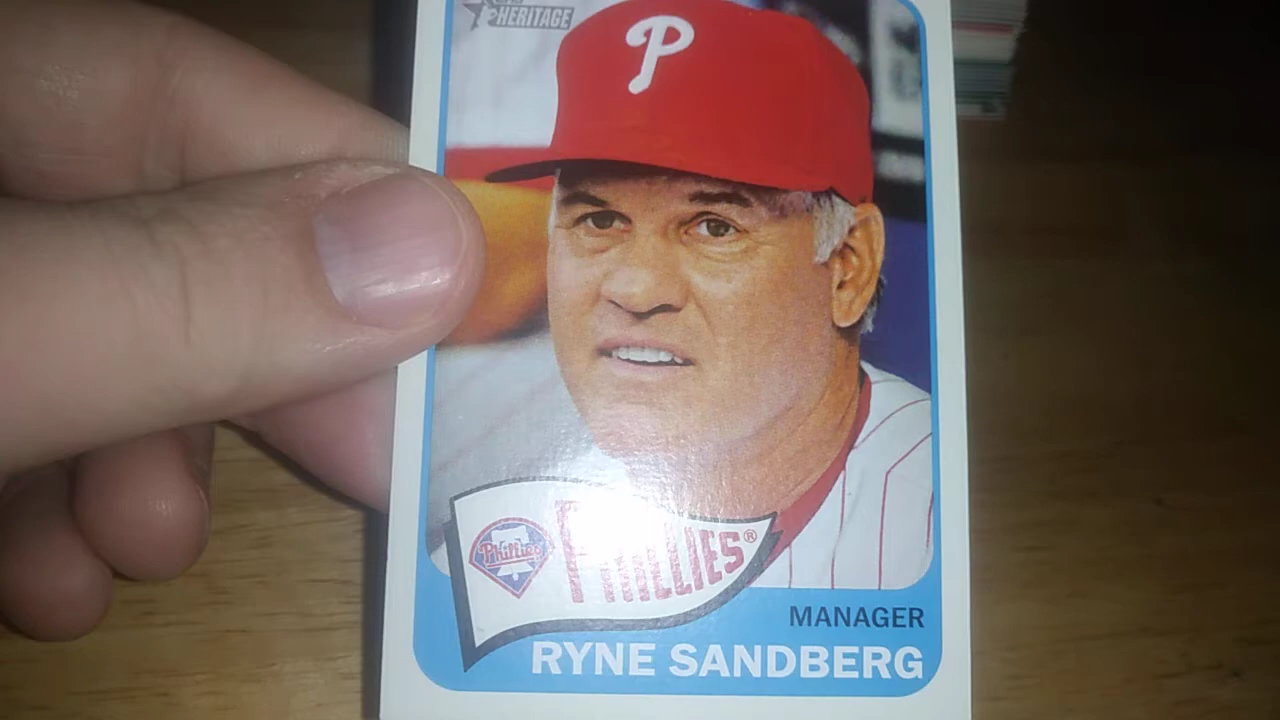 HERITAGE
P
Phillies
PHILLIES®
MANAGER
RYNE SANDBERG